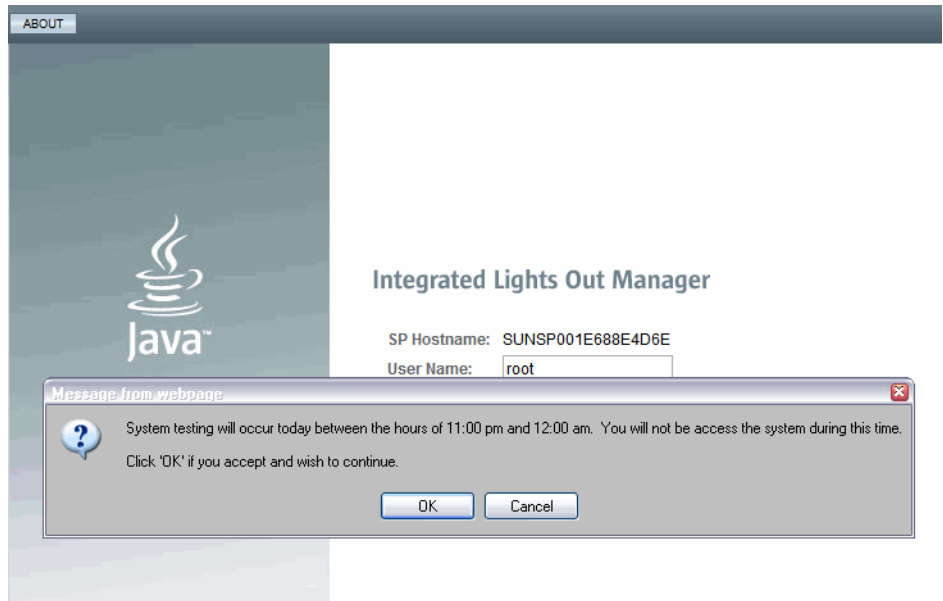 ABOUT
Java™
Integrated Lights Out Manager
SP Hostname: SUNSP001E688E4D6E
User Name: root
Message from webpage
System testing will occur today between the hours of 11:00 pm and 12:00 am. You will not be access the system during this time.
Click 'OK' if you accept and wish to continue.
OK Cancel